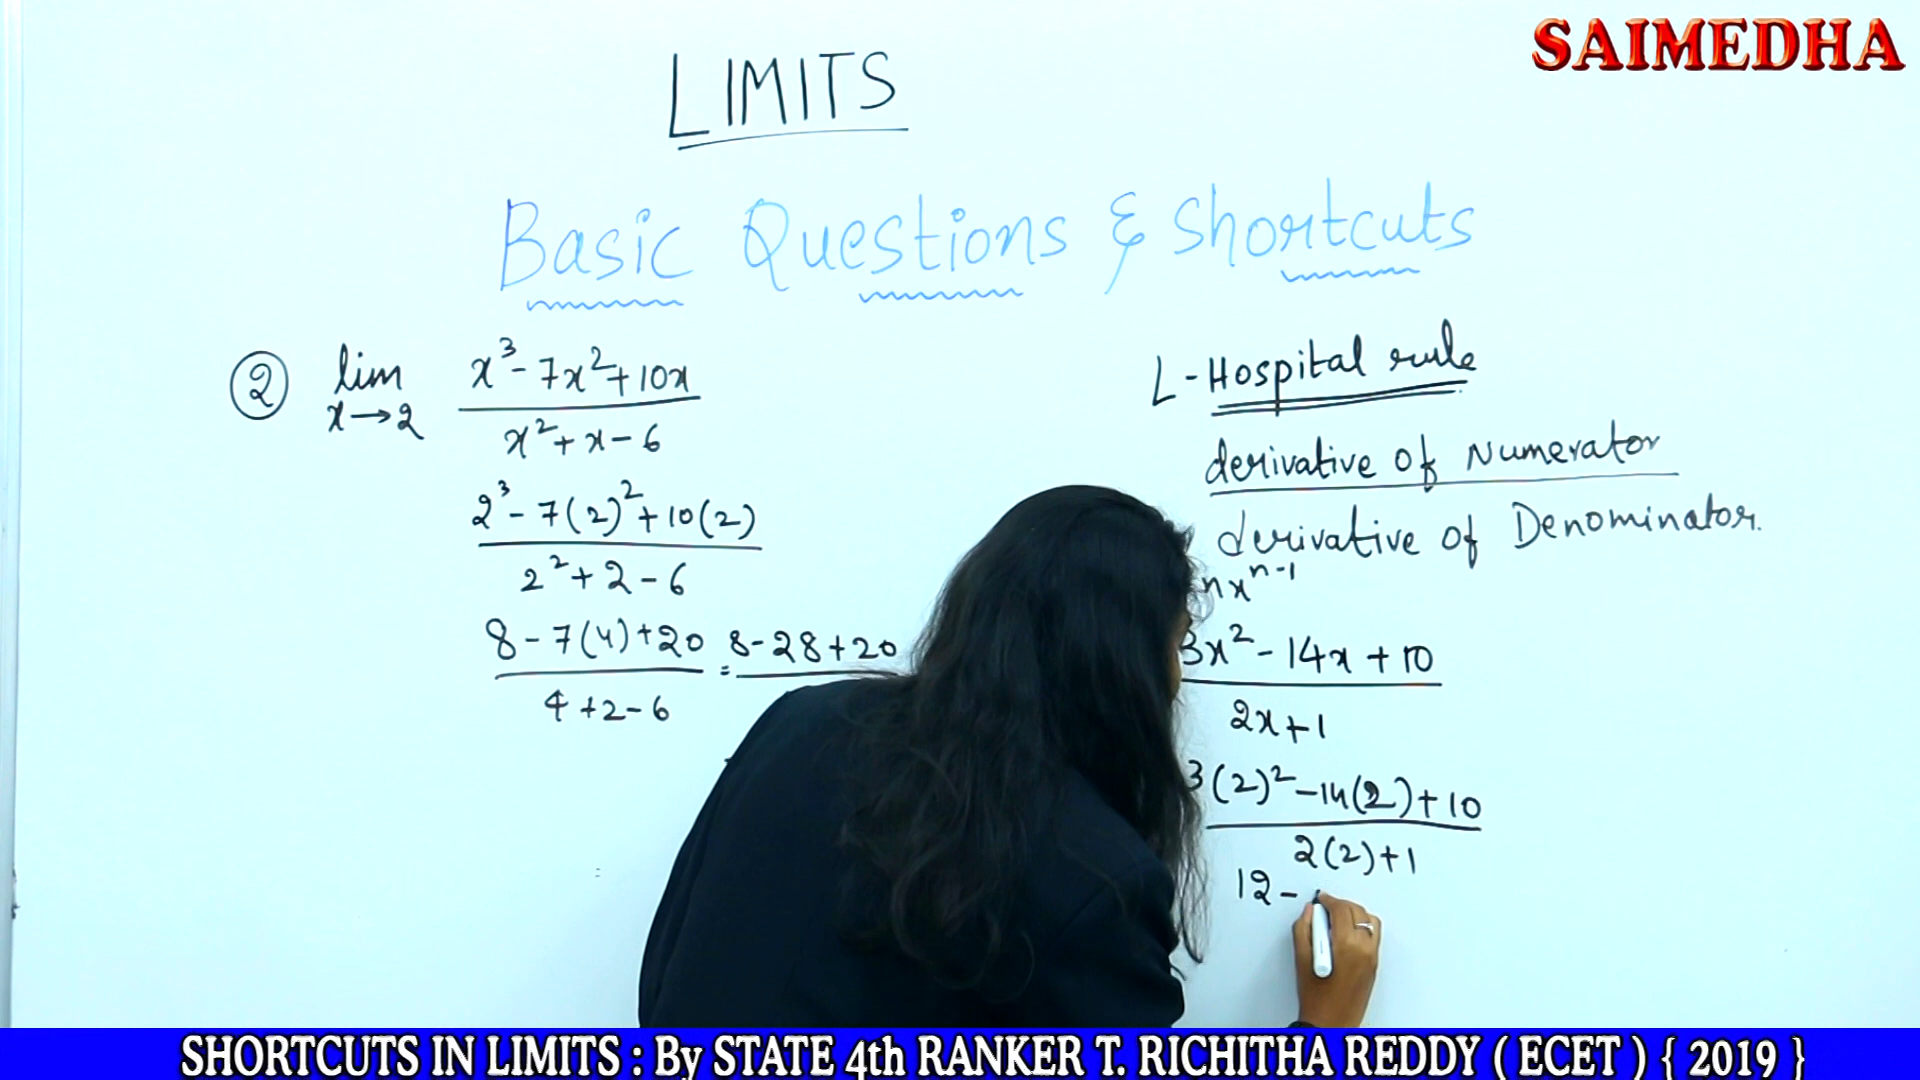 SAIMEDHA
LIMITS
Basic Questions & Shortcuts
② lim x→2 x³ - 7x² + 10x / x² + x - 6
2³ - 7(2)² + 10(2) / 2² + 2 - 6
8 - 7(4) + 20 / 4 + 2 - 6 = 8 - 28 + 20
L-Hospital rule
derivative of Numerator
derivative of Denominator.
nx^n-1
3x² - 14x + 10
2x + 1
3(2)² - 14(2) + 10
2(2) + 1
12 -
SHORTCUTS IN LIMITS : By STATE 4th RANKER T. RICHITHA REDDY ( ECET ) { 2019 }